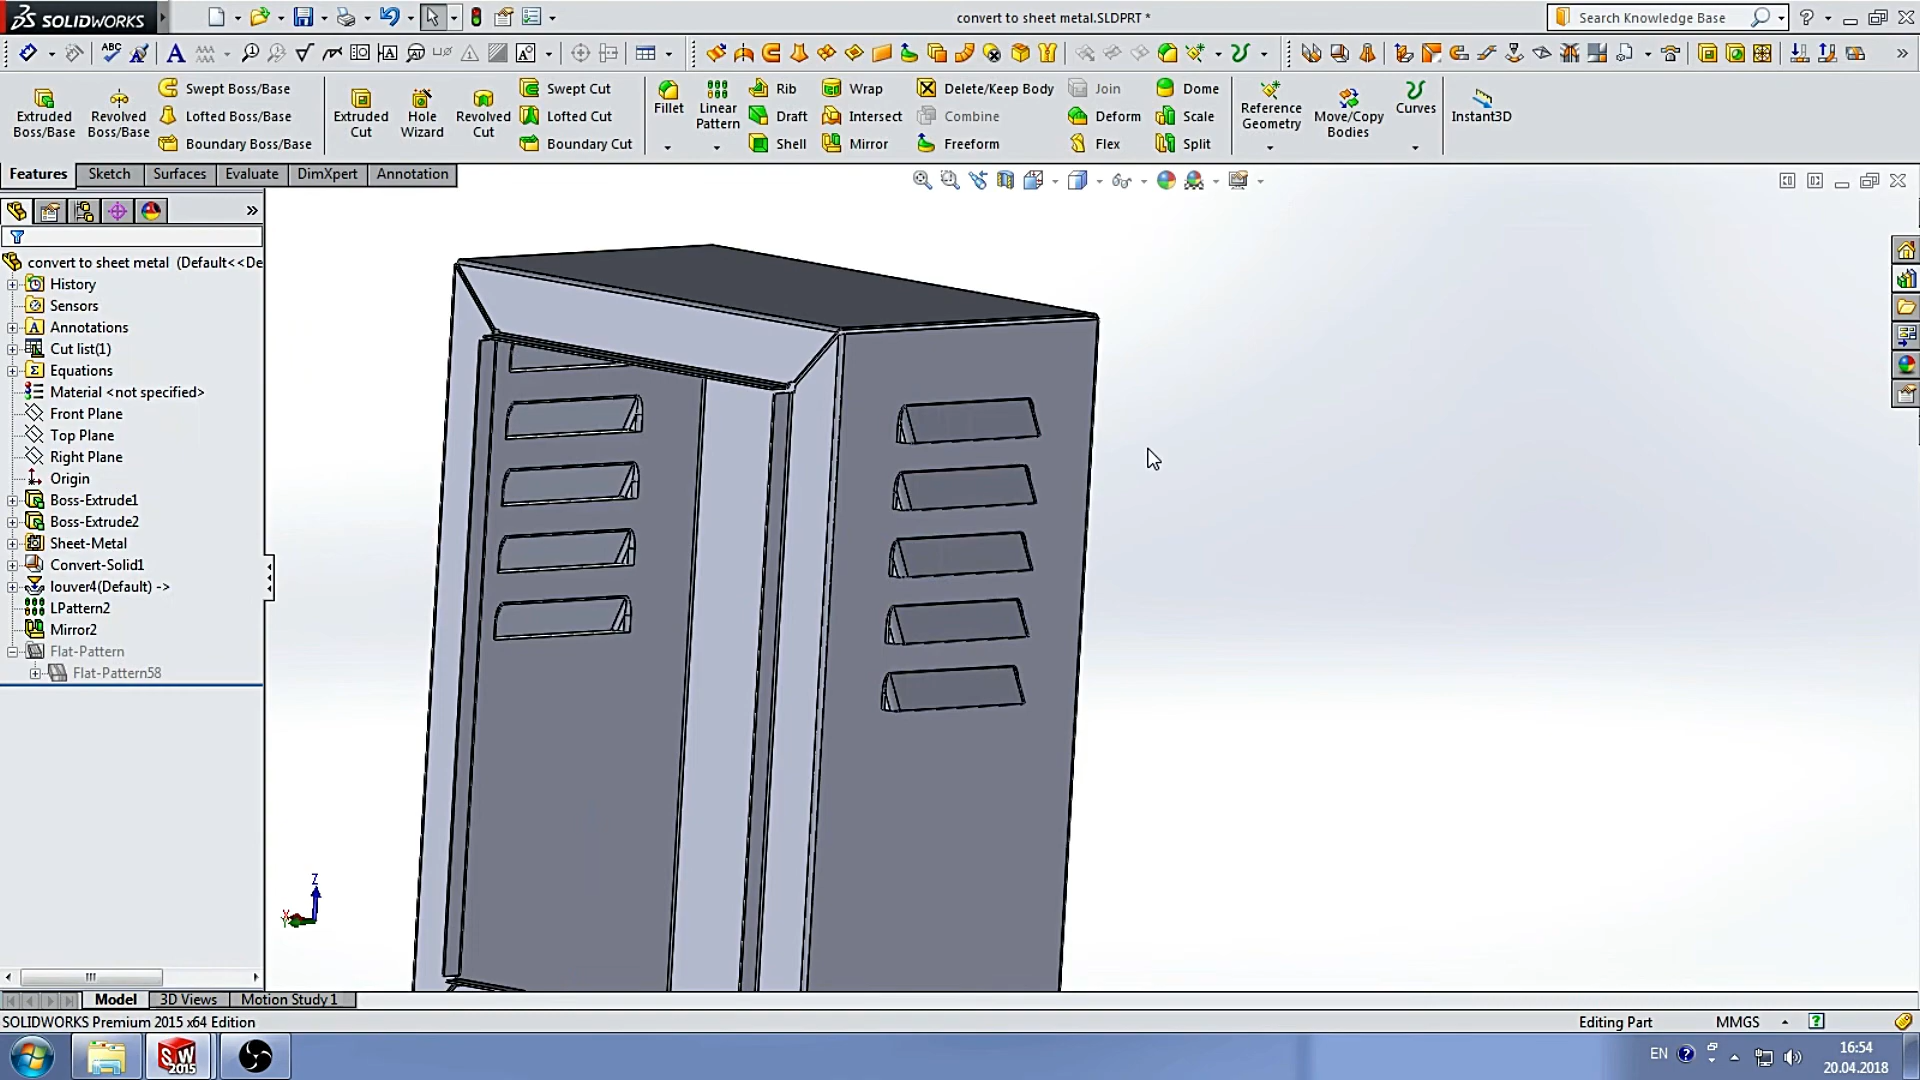 SOLIDWORKS
convert to sheet metal.SLDPRT *
Search Knowledge Base
Extruded Boss/Base
Revolved Boss/Base
Swept Boss/Base
Lofted Boss/Base
Boundary Boss/Base
Extruded Cut
Hole Wizard
Revolved Cut
Swept Cut
Lofted Cut
Boundary Cut
Fillet
Linear Pattern
Rib
Draft
Shell
Wrap
Intersect
Mirror
Delete/Keep Body
Combine
Freeform
Join
Deform
Flex
Dome
Scale
Split
Reference Geometry
Move/Copy Bodies
Curves
Instant3D
Features
Sketch
Surfaces
Evaluate
DimXpert
Annotation
convert to sheet metal (Default<<De
History
Sensors
Annotations
Cut list(1)
Equations
Material <not specified>
Front Plane
Top Plane
Right Plane
Origin
Boss-Extrude1
Boss-Extrude2
Sheet-Metal
Convert-Solid1
louver4(Default) ->
LPattern2
Mirror2
Flat-Pattern
Flat-Pattern58
Z
Model
3D Views
Motion Study 1
SOLIDWORKS Premium 2015 x64 Edition
Editing Part
MMGS
EN
16:54
20.04.2018